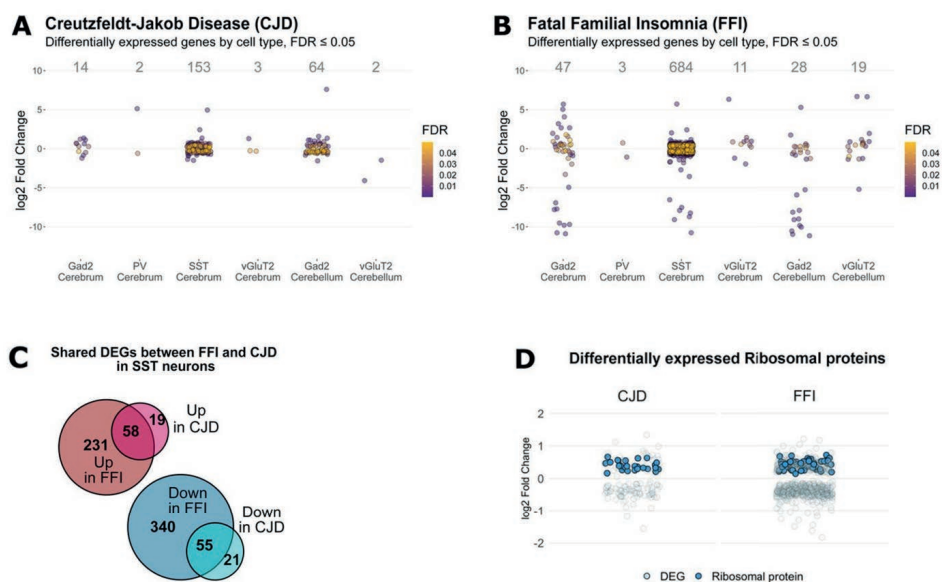 A
Creutzfeldt-Jakob Disease (CJD)
Differentially expressed genes by cell type, FDR ≤ 0.05
14 2 153 3 64 2
10
5
0
-5
-10
log2 Fold Change
FDR
0.04
0.03
0.02
0.01
Gad2 PV SST vGluT2 Gad2 vGluT2
Cerebrum Cerebrum Cerebrum Cerebrum Cerebellum Cerebellum
B
Fatal Familial Insomnia (FFI)
Differentially expressed genes by cell type, FDR ≤ 0.05
47 3 684 11 28 19
10
5
0
-5
-10
log2 Fold Change
FDR
0.04
0.03
0.02
0.01
Gad2 PV SST vGluT2 Gad2 vGluT2
Cerebrum Cerebrum Cerebrum Cerebrum Cerebellum Cerebellum
C
Shared DEGs between FFI and CJD
in SST neurons
231
Up
in FFI
58
19
Up
in CJD
Down
in FFI
340
55
21
Down
in CJD
D
Differentially expressed Ribosomal proteins
CJD FFI
2
1
0
-1
-2
log2 Fold Change
DEG Ribosomal protein